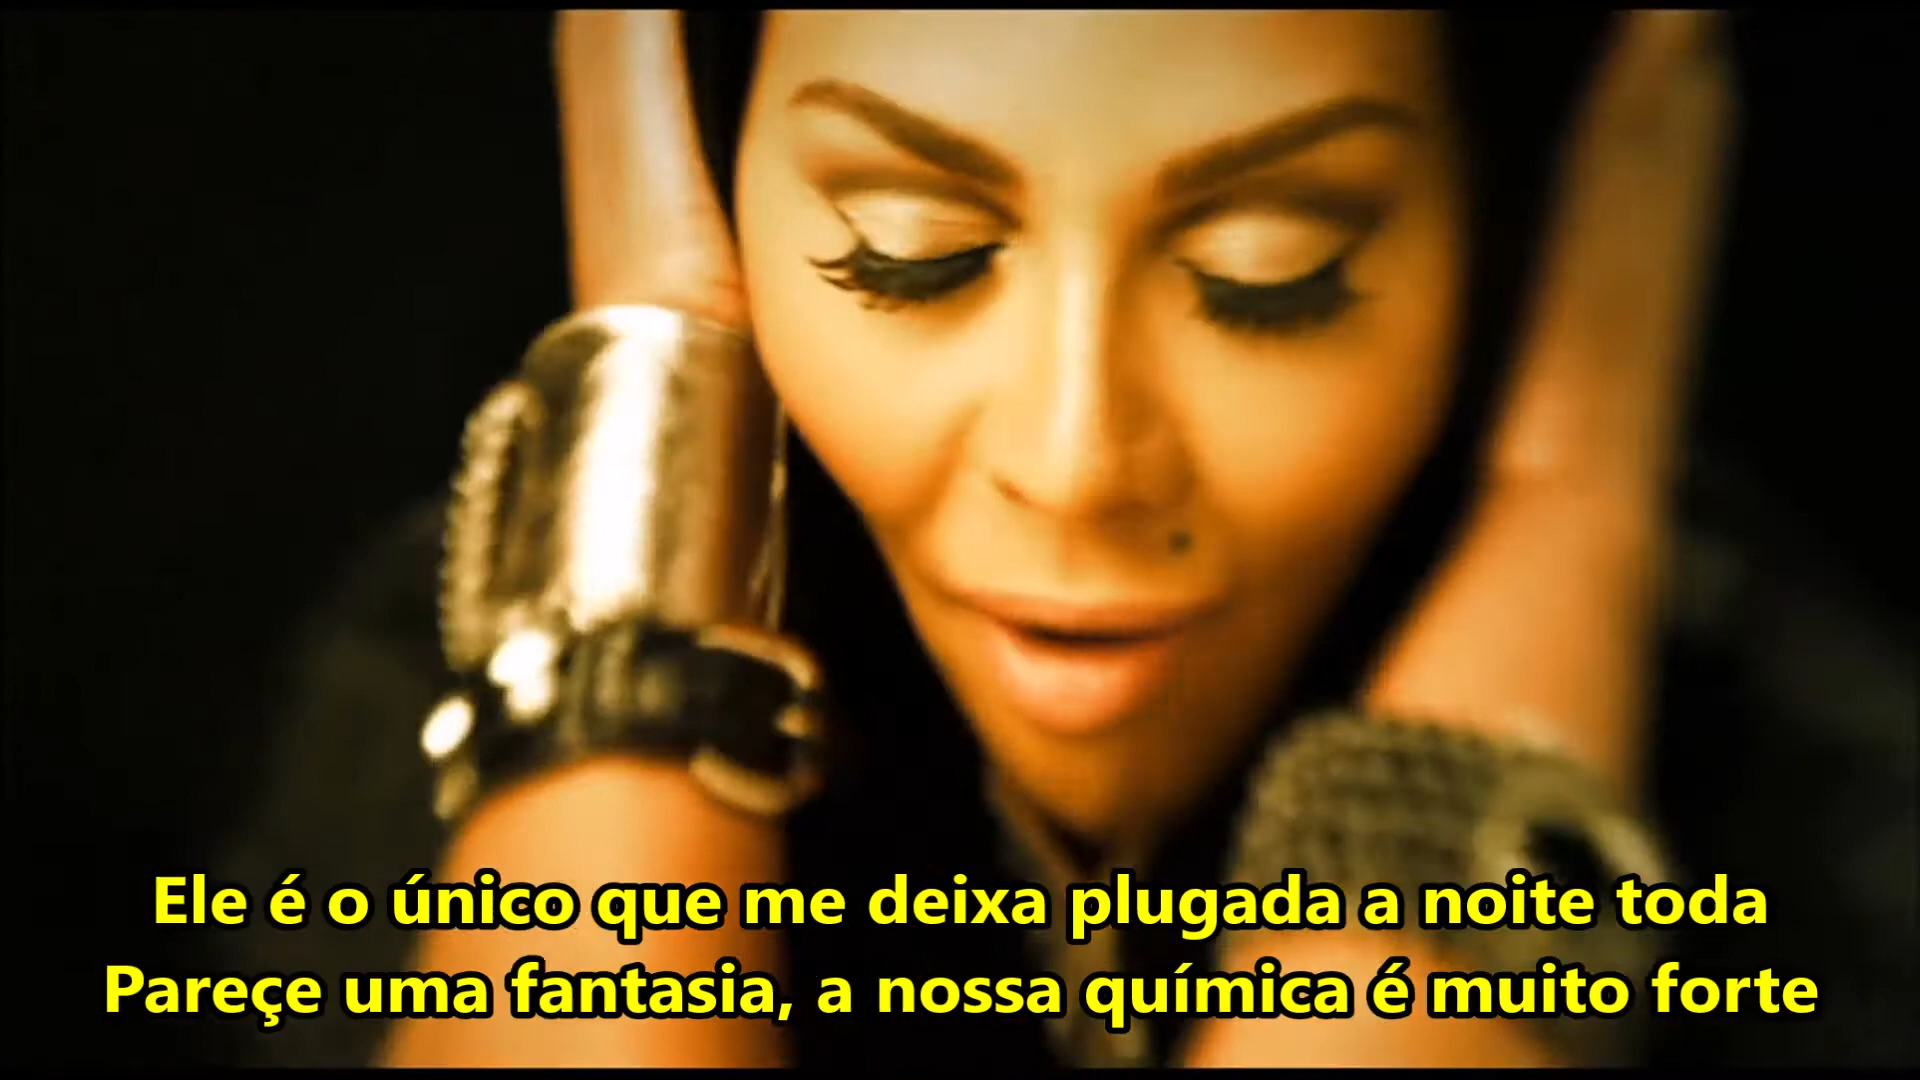 Ele é o único que me deixa plugada a noite toda
Pareçe uma fantasia, a nossa química é muito forte